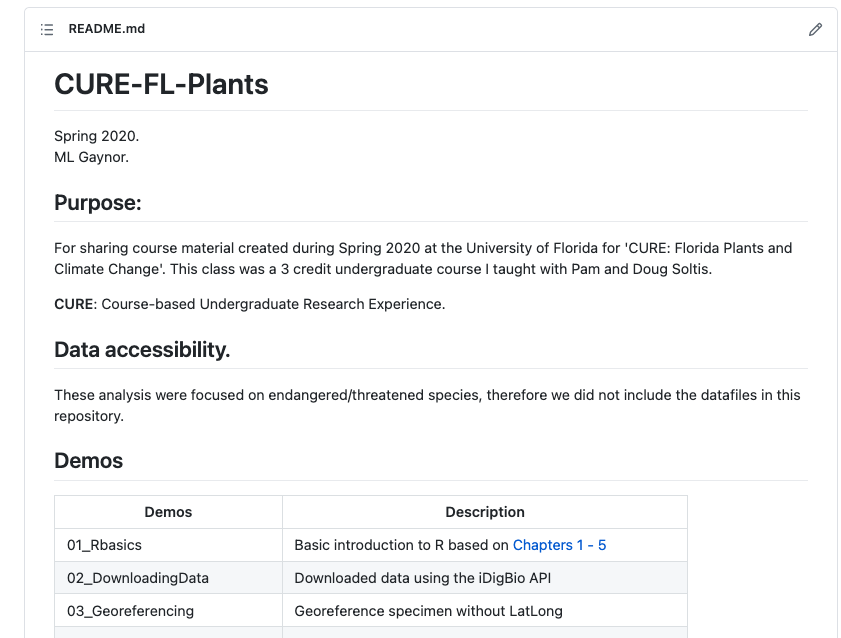 README.md
CURE-FL-Plants
Spring 2020.
ML Gaynor.
Purpose:
For sharing course material created during Spring 2020 at the University of Florida for 'CURE: Florida Plants and
Climate Change'. This class was a 3 credit undergraduate course I taught with Pam and Doug Soltis.
CURE: Course-based Undergraduate Research Experience.
Data accessibility.
These analysis were focused on endangered/threatened species, therefore we did not include the datafiles in this
repository.
Demos
Demos Description
01_Rbasics Basic introduction to R based on Chapters 1 - 5
02_DownloadingData Downloaded data using the iDigBio API
03_Georeferencing Georeference specimen without LatLong